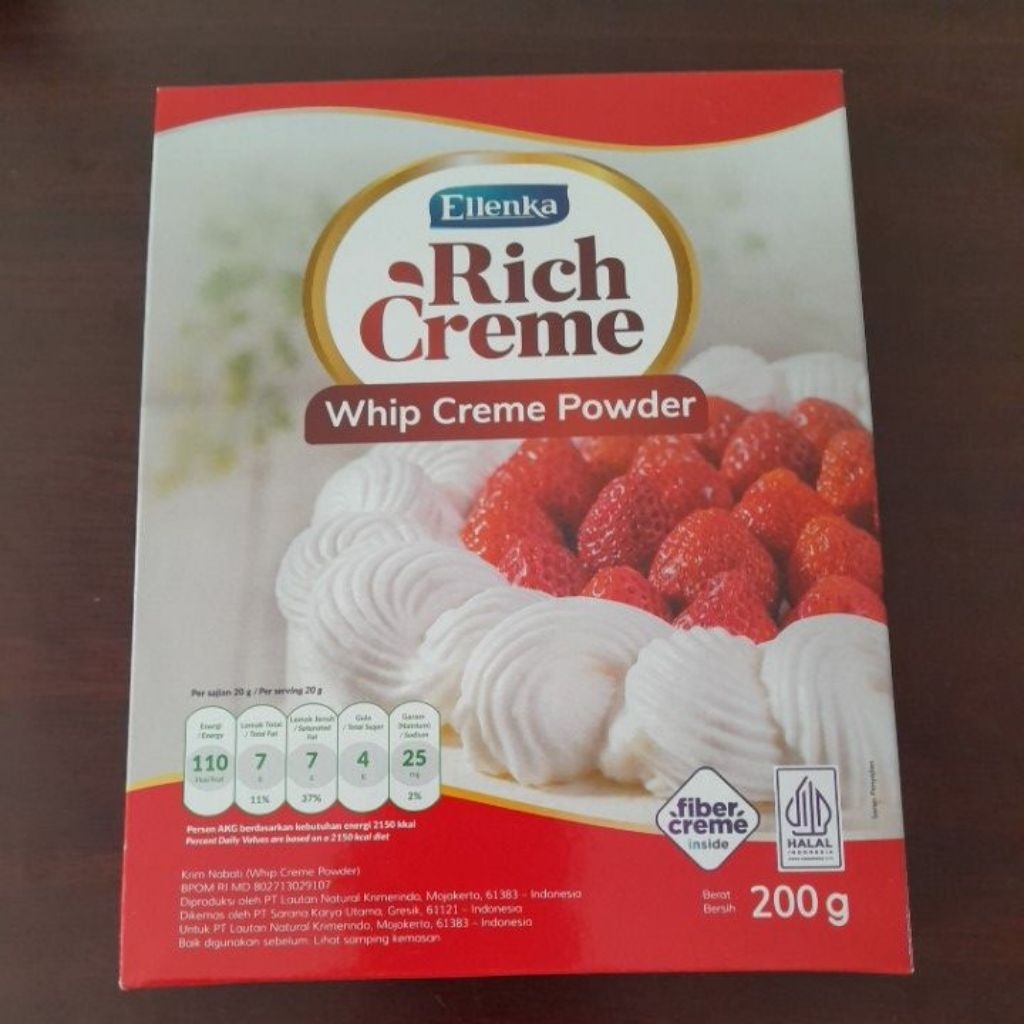 Ellenka
Rich
Creme
Whip Creme Powder
Per sajian 20 g / Per serving 20 g
Energi / Energy
110
kkal/kcal
Lemak Total / Total Fat
7
g
11%
Lemak Jenuh / Saturated Fat
7
g
37%
Gula / Total Sugar
4
g
Garam (Natrium) / Sodium
25
mg
2%
Persen AKG berdasarkan kebutuhan energi 2150 kkal
Percent Daily Values are based on a 2150 kcal diet
Krim Nabati (Whip Creme Powder)
BPOM RI MD 802713029107
Diproduksi oleh PT Lautan Natural Krimerindo, Mojokerto, 61383 - Indonesia
Dikemas oleh PT Sarana Karya Utama, Gresik, 61121 - Indonesia
Untuk PT Lautan Natural Krimerindo, Mojokerto, 61383 - Indonesia
Baik digunakan sebelum: Lihat samping kemasan
fiber
creme
inside
HALAL
INDONESIA
Berat
Bersih
200 g
Saran Penyajian